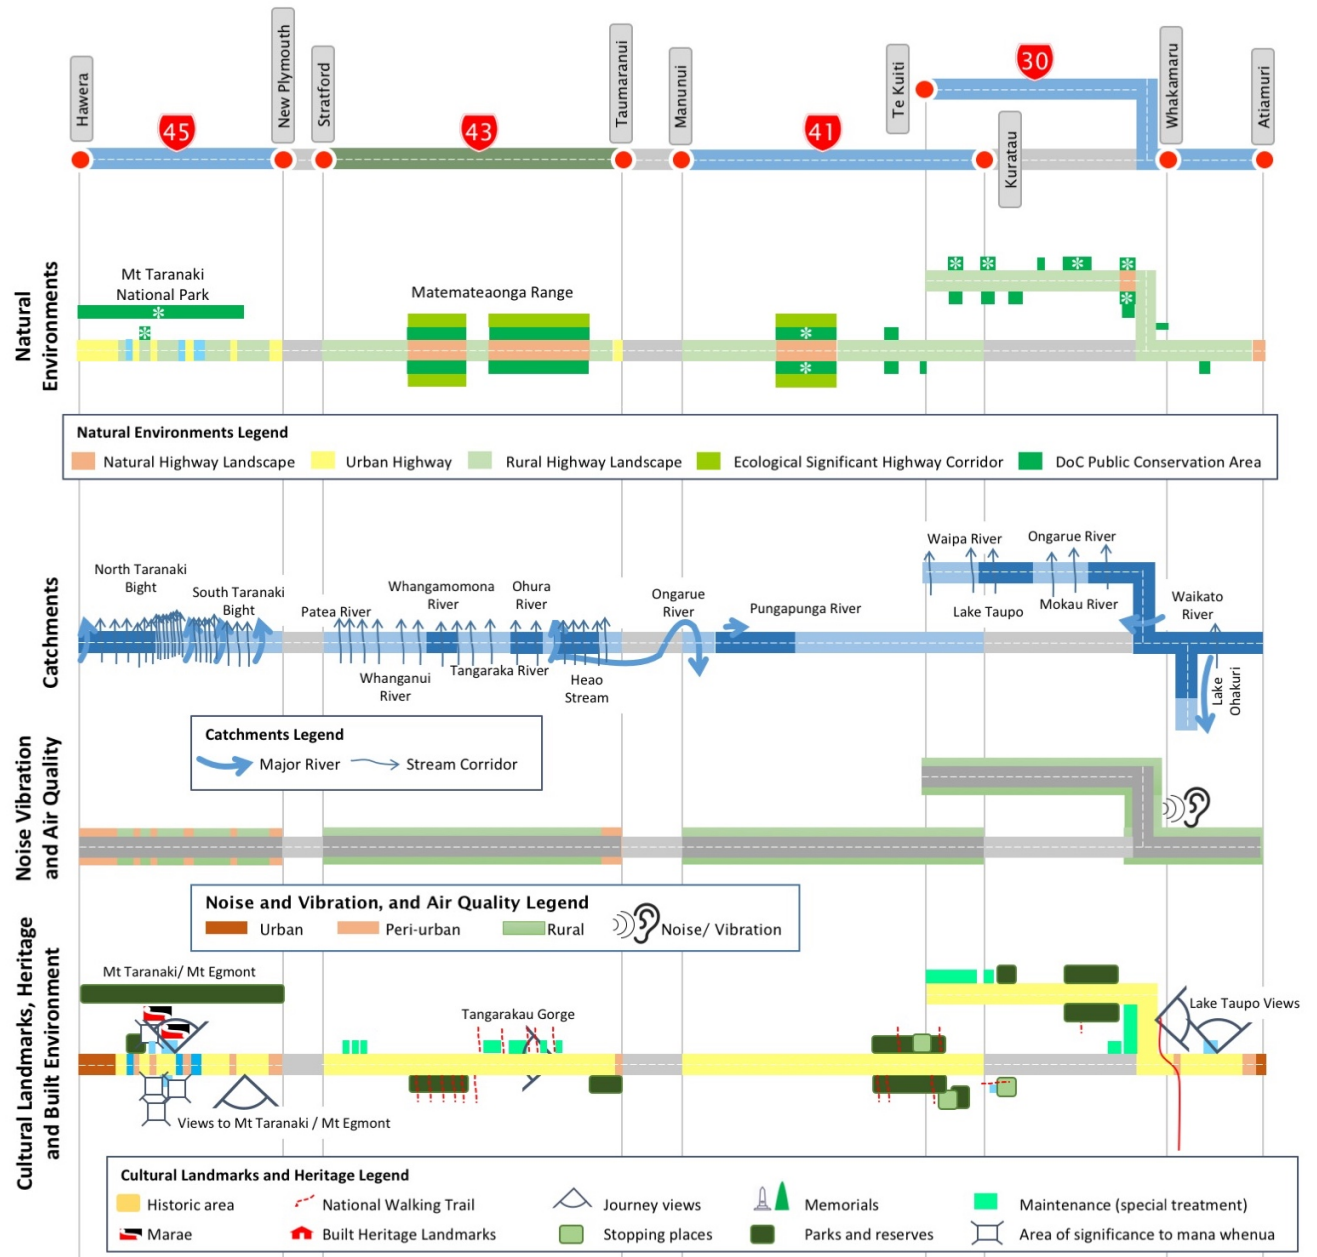 Hawera
New Plymouth
Stratford
Taumaranui
Manunui
Te Kuiti
Kuratau
Whakamaru
Atiamuri
45
43
41
30
Natural
Environments
Mt Taranaki
National Park
Matemateaonga Range
Natural Environments Legend
Natural Highway Landscape
Urban Highway
Rural Highway Landscape
Ecological Significant Highway Corridor
DoC Public Conservation Area
Catchments
North Taranaki
Bight
South Taranaki
Bight
Patea River
Whangamomona
River
Ohura
River
Whanganui
River
Tangaraka River
Heao
Stream
Ongarue
River
Pungapunga River
Waipa River
Ongarue River
Lake Taupo
Mokau River
Waikato
River
Lake
Ohakuri
Catchments Legend
Major River
Stream Corridor
Noise Vibration
and Air Quality
Noise and Vibration, and Air Quality Legend
Urban
Peri-urban
Rural
Noise/ Vibration
Cultural Landmarks, Heritage
and Built Environment
Mt Taranaki/ Mt Egmont
Tangarakau Gorge
Lake Taupo Views
Views to Mt Taranaki / Mt Egmont
Cultural Landmarks and Heritage Legend
Historic area
National Walking Trail
Journey views
Memorials
Maintenance (special treatment)
Marae
Built Heritage Landmarks
Stopping places
Parks and reserves
Area of significance to mana whenua